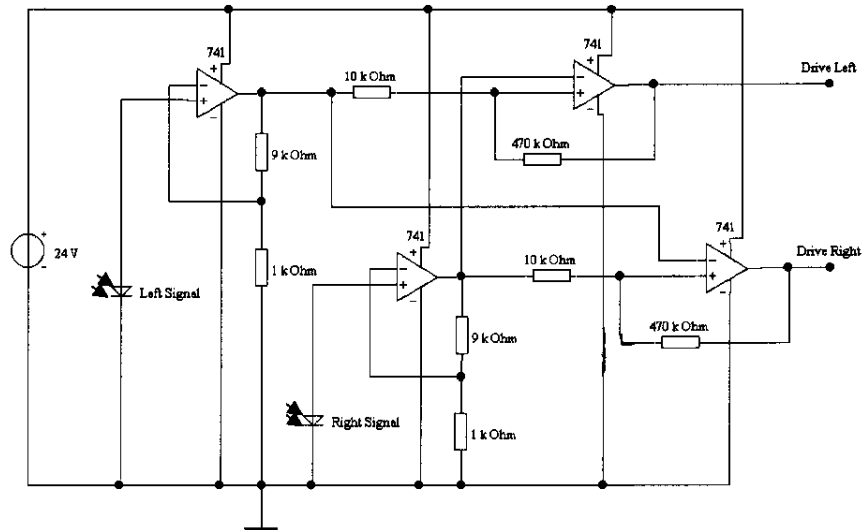 741
741
Drive Left
10 k Ohm
9 k Ohm
470 k Ohm
24 V
741
741
Drive Right
10 k Ohm
1 k Ohm
Left Signal
470 k Ohm
9 k Ohm
Right Signal
1 k Ohm